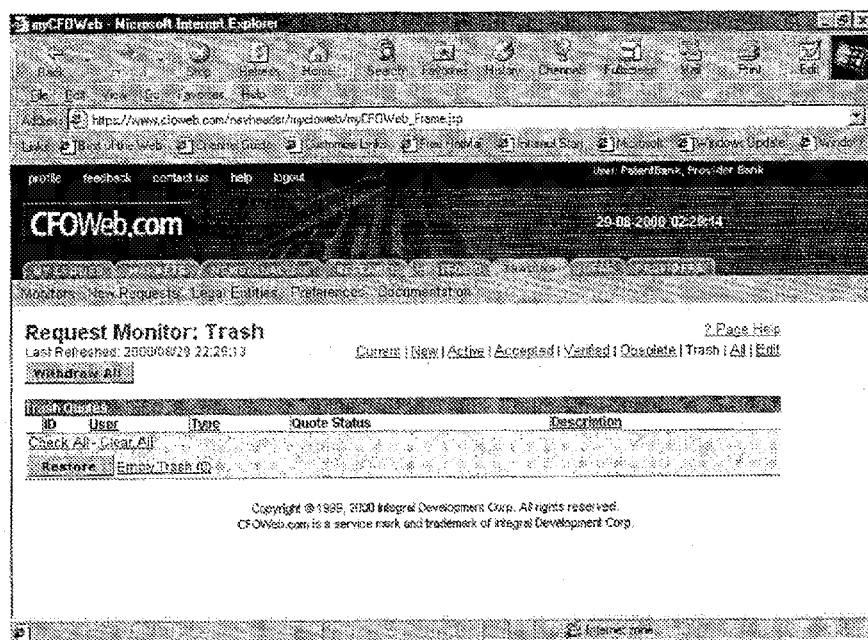 myCFOWeb - Microsoft Internet Explorer
Back Stop Refresh Home Search Favorites History Channels Fullscreen Mail Print Edit
File Edit View Go Favorites Help
Address https://www.cfoweb.com/navheader/mycfoweb/myCFOWeb_Frame.jsp
Links Best of the Web Channel Guide Customize Links Free HotMail Internet Start Microsoft Windows Update Windows
profile feedback contact us help logout
User: PatentBank, Provider Bank
CFOWeb.com
29-08-2000 02:29:14
Monitors New Requests Legal Entities Preferences Documentation
Request Monitor: Trash
? Page Help
Last Refreshed: 2000/08/29 22:29:13
Current | New | Active | Accepted | Verified | Obsolete | Trash | All | Edit
Withdraw All
Trash Quotes
ID User Type Quote Status Description
Check All - Clear All
Restore Empty Trash (0)
Copyright © 1999, 2000 Integral Development Corp. All rights reserved.
CFOWeb.com is a service mark and trademark of Integral Development Corp.
Internet zone